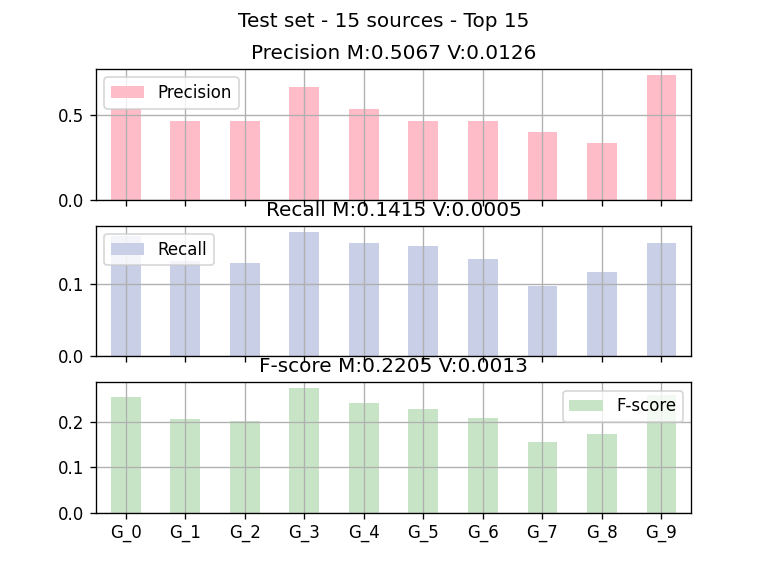 Test set - 15 sources - Top 15
Precision M:0.5067 V:0.0126
Precision
0.5
0.0
Recall M:0.1415 V:0.0005
Recall
0.1
0.0
F-score M:0.2205 V:0.0013
F-score
0.2
0.1
0.0
G_0 G_1 G_2 G_3 G_4 G_5 G_6 G_7 G_8 G_9